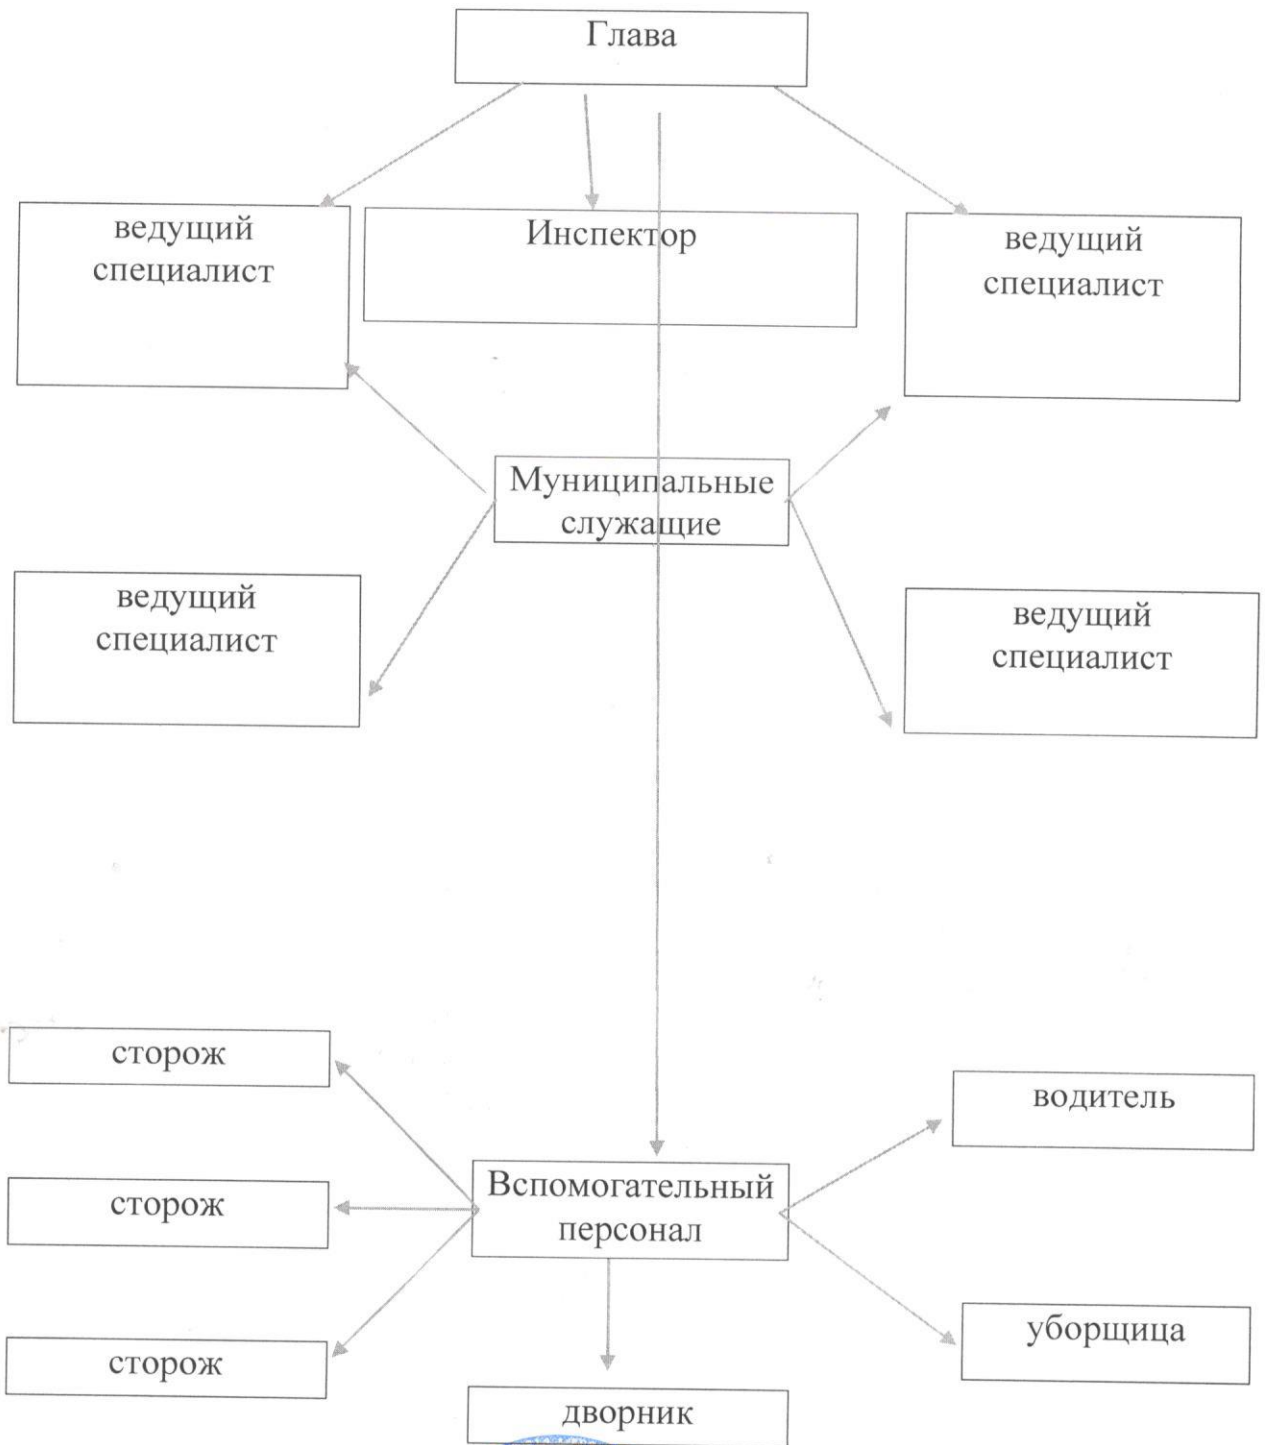 Глава
ведущий
специалист
Инспектор
ведущий
специалист
Муниципальные
служащие
ведущий
специалист
ведущий
специалист
сторож
водитель
сторож
Вспомогательный
персонал
сторож
уборщица
дворник